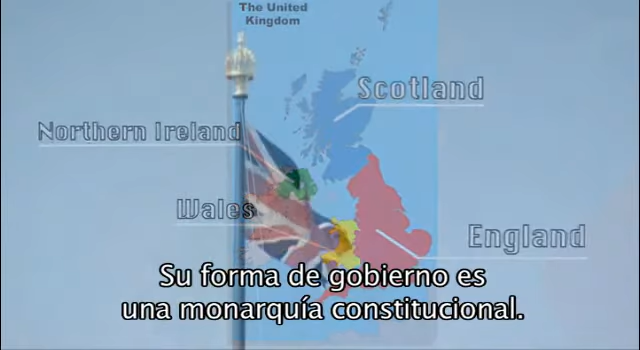 The United
Kingdom
Scotland
Northern Ireland
Wales
England
Su forma de gobierno es
una monarquía constitucional.